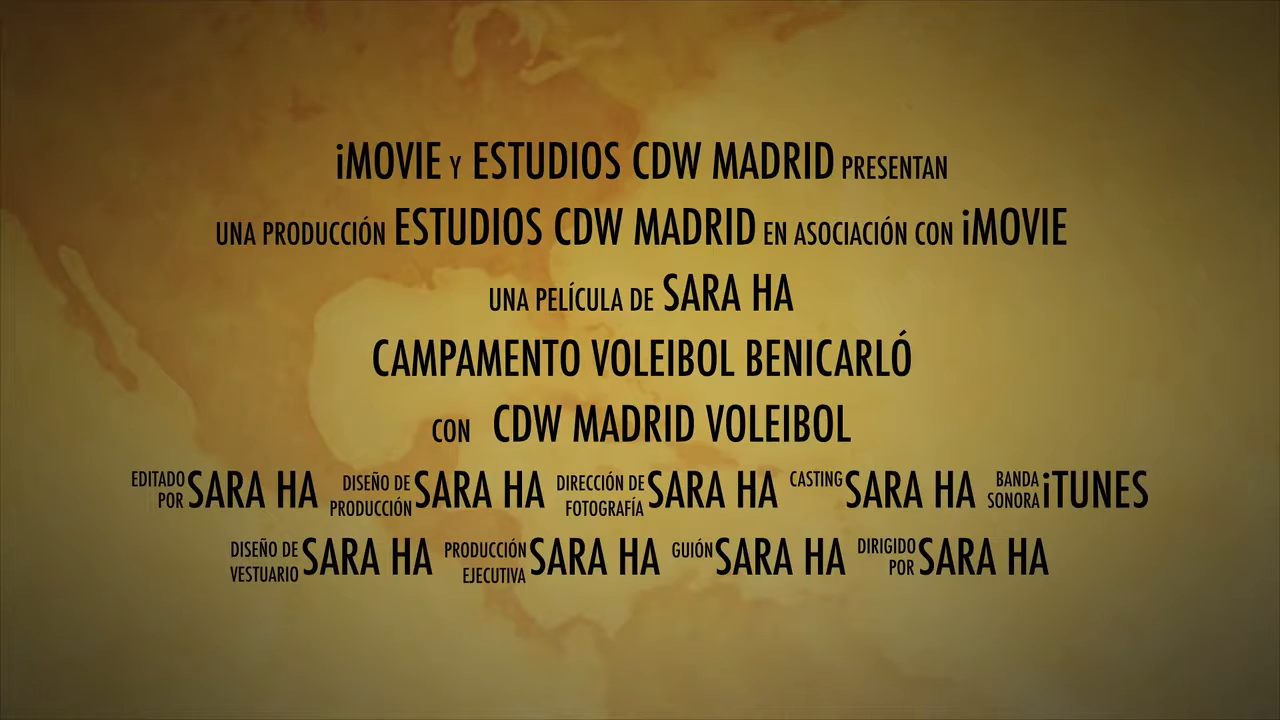 iMOVIE Y ESTUDIOS CDW MADRID PRESENTAN
UNA PRODUCCIÓN ESTUDIOS CDW MADRID EN ASOCIACIÓN CON iMOVIE
UNA PELÍCULA DE SARA HA
CAMPAMENTO VOLEIBOL BENICARLÓ
CON CDW MADRID VOLEIBOL
EDITADO POR SARA HA DISEÑO DE PRODUCCIÓN SARA HA DIRECCIÓN DE FOTOGRAFÍA SARA HA CASTING SARA HA BANDA SONORA iTUNES
DISEÑO DE VESTUARIO SARA HA PRODUCCIÓN EJECUTIVA SARA HA GUIÓN SARA HA DIRIGIDO POR SARA HA